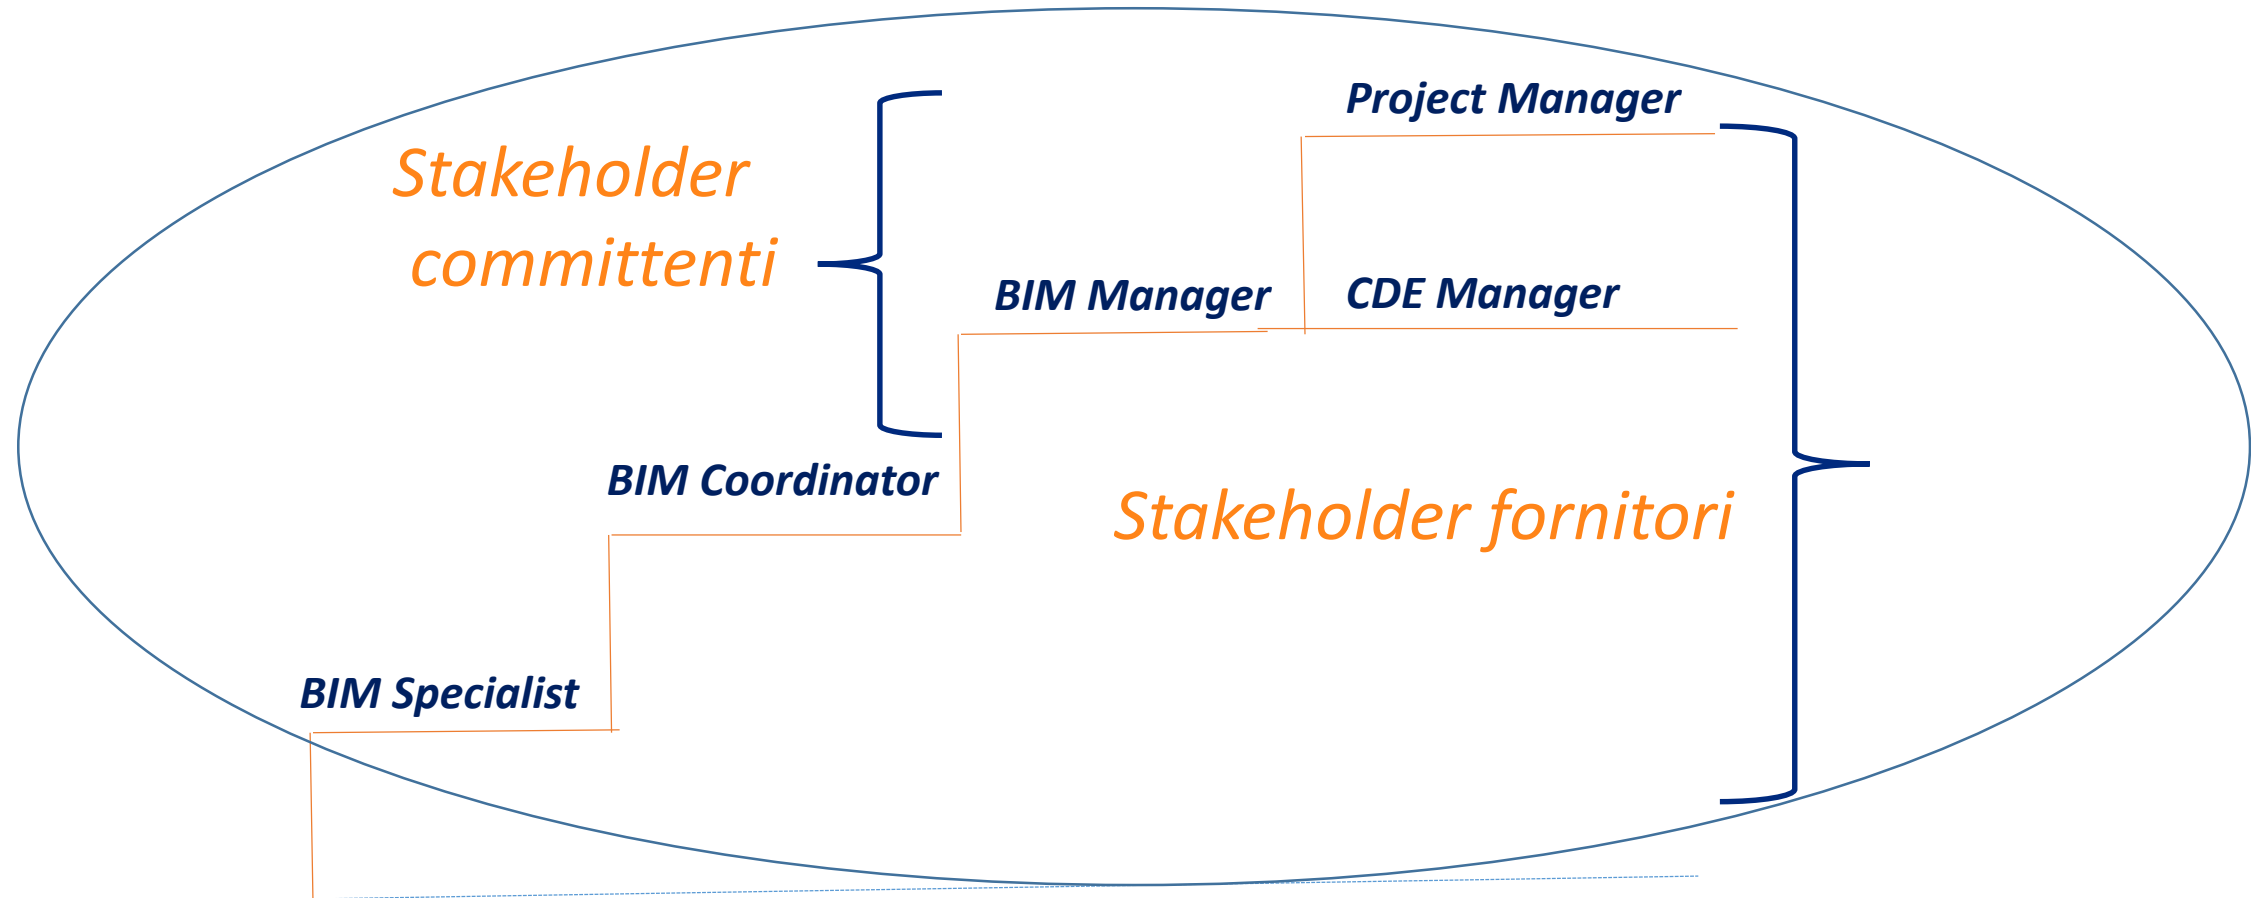 Project Manager
Stakeholder
committenti
BIM Manager
CDE Manager
BIM Coordinator
Stakeholder fornitori
BIM Specialist